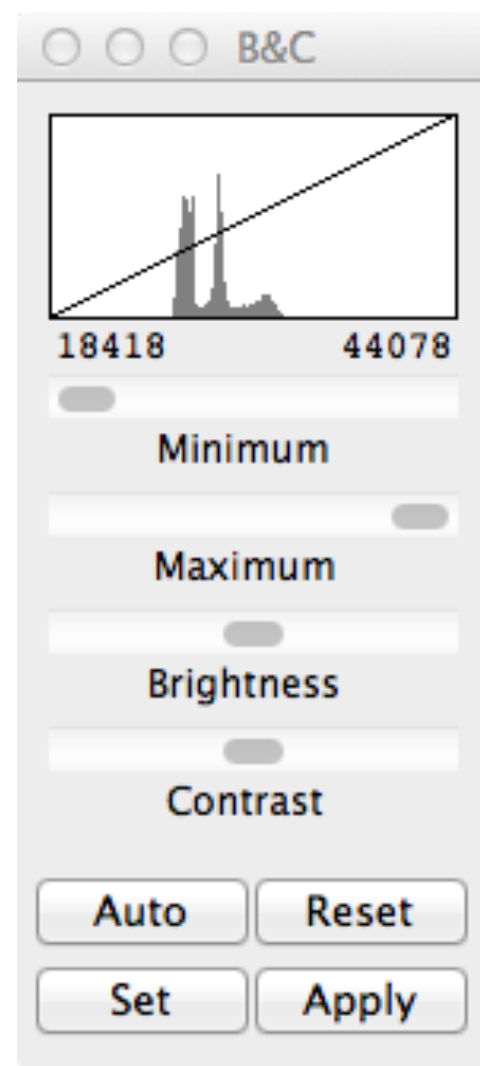 B&C
18418 44078
Minimum
Maximum
Brightness
Contrast
Auto Reset
Set Apply